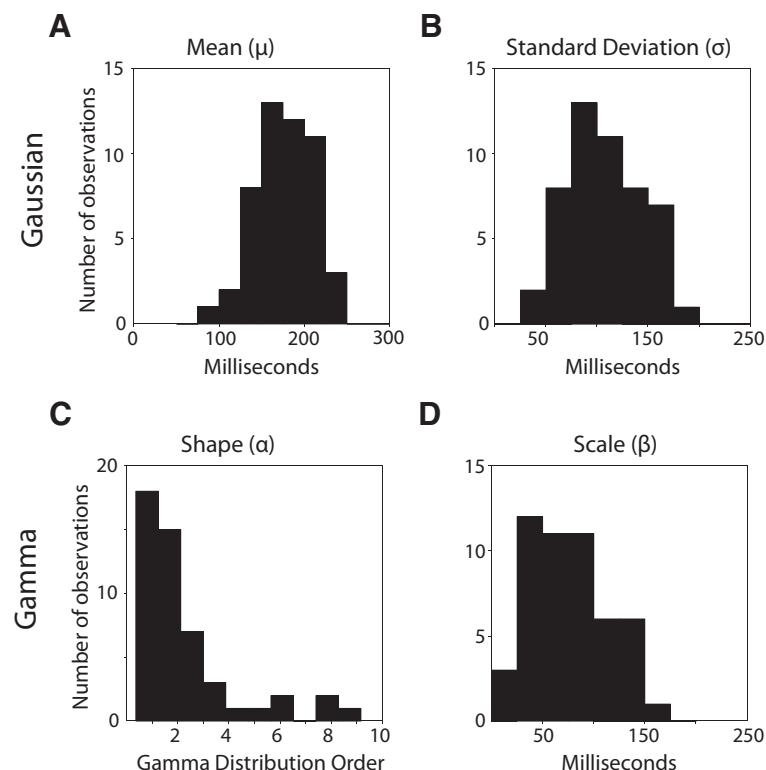 A
Mean (μ)
B
Standard Deviation (σ)
Gaussian
Number of observations
15
10
5
0
0
100
200
300
Milliseconds
15
10
5
0
50
150
250
Milliseconds
C
Shape (α)
D
Scale (β)
Gamma
Number of observations
20
10
0
2
4
6
8
10
Gamma Distribution Order
15
10
5
0
50
150
250
Milliseconds